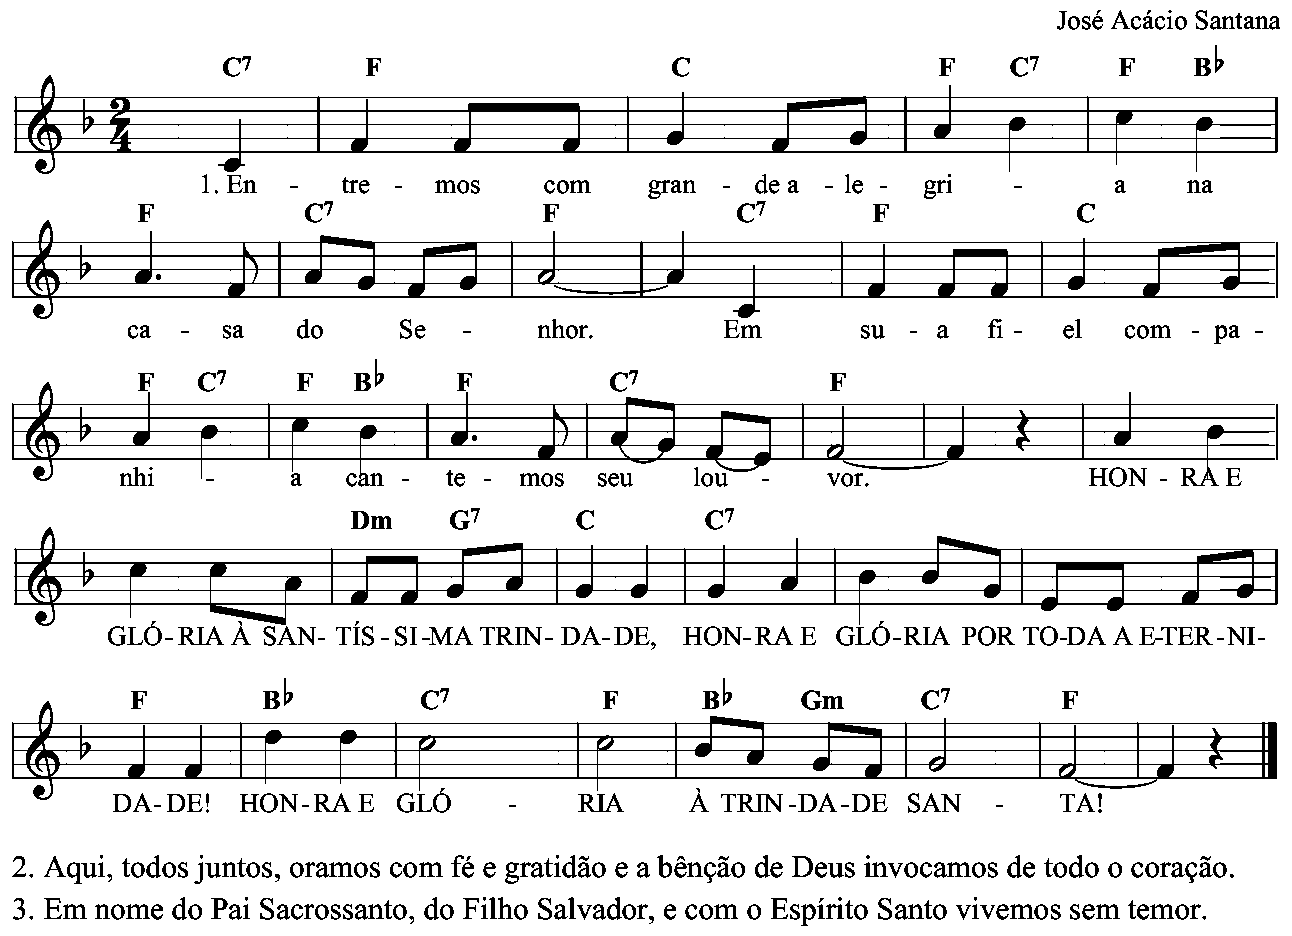 José Acácio Santana
C7 F C F C7 F B♭
2
4
1. En - tre - mos com gran - de a - le - gri - a na
F C7 F C7 F C
ca - sa do Se - nhor. Em su - a fi - el com - pa -
F C7 F B♭ F C7 F
nhi - a can - te - mos seu lou - vor. HON - RA E
Dm G7 C C7
GLÓ-RIA À SAN-TÍS-SI-MA TRIN-DA-DE, HON-RA E GLÓ-RIA POR TO-DA A E-TER-NI-
F B♭ C7 F B♭ Gm C7 F
DA-DE! HON-RA E GLÓ - RIA À TRIN-DA-DE SAN - TA!
2. Aqui, todos juntos, oramos com fé e gratidão e a bênção de Deus invocamos de todo o coração.
3. Em nome do Pai Sacrossanto, do Filho Salvador, e com o Espírito Santo vivemos sem temor.